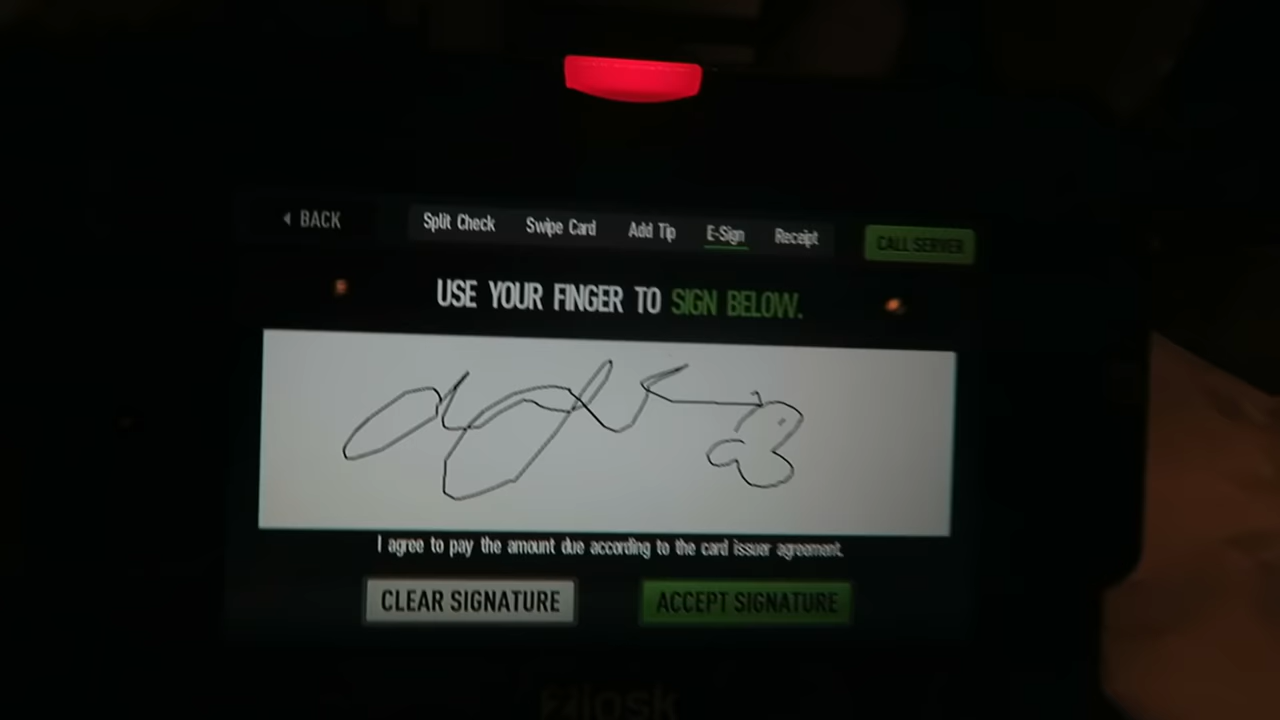 BACK
Split Check Swipe Card Add Tip E-Sign Receipt
CALL SERVER
USE YOUR FINGER TO SIGN BELOW.
I agree to pay the amount due according to the card issuer agreement.
CLEAR SIGNATURE ACCEPT SIGNATURE
Ziosk